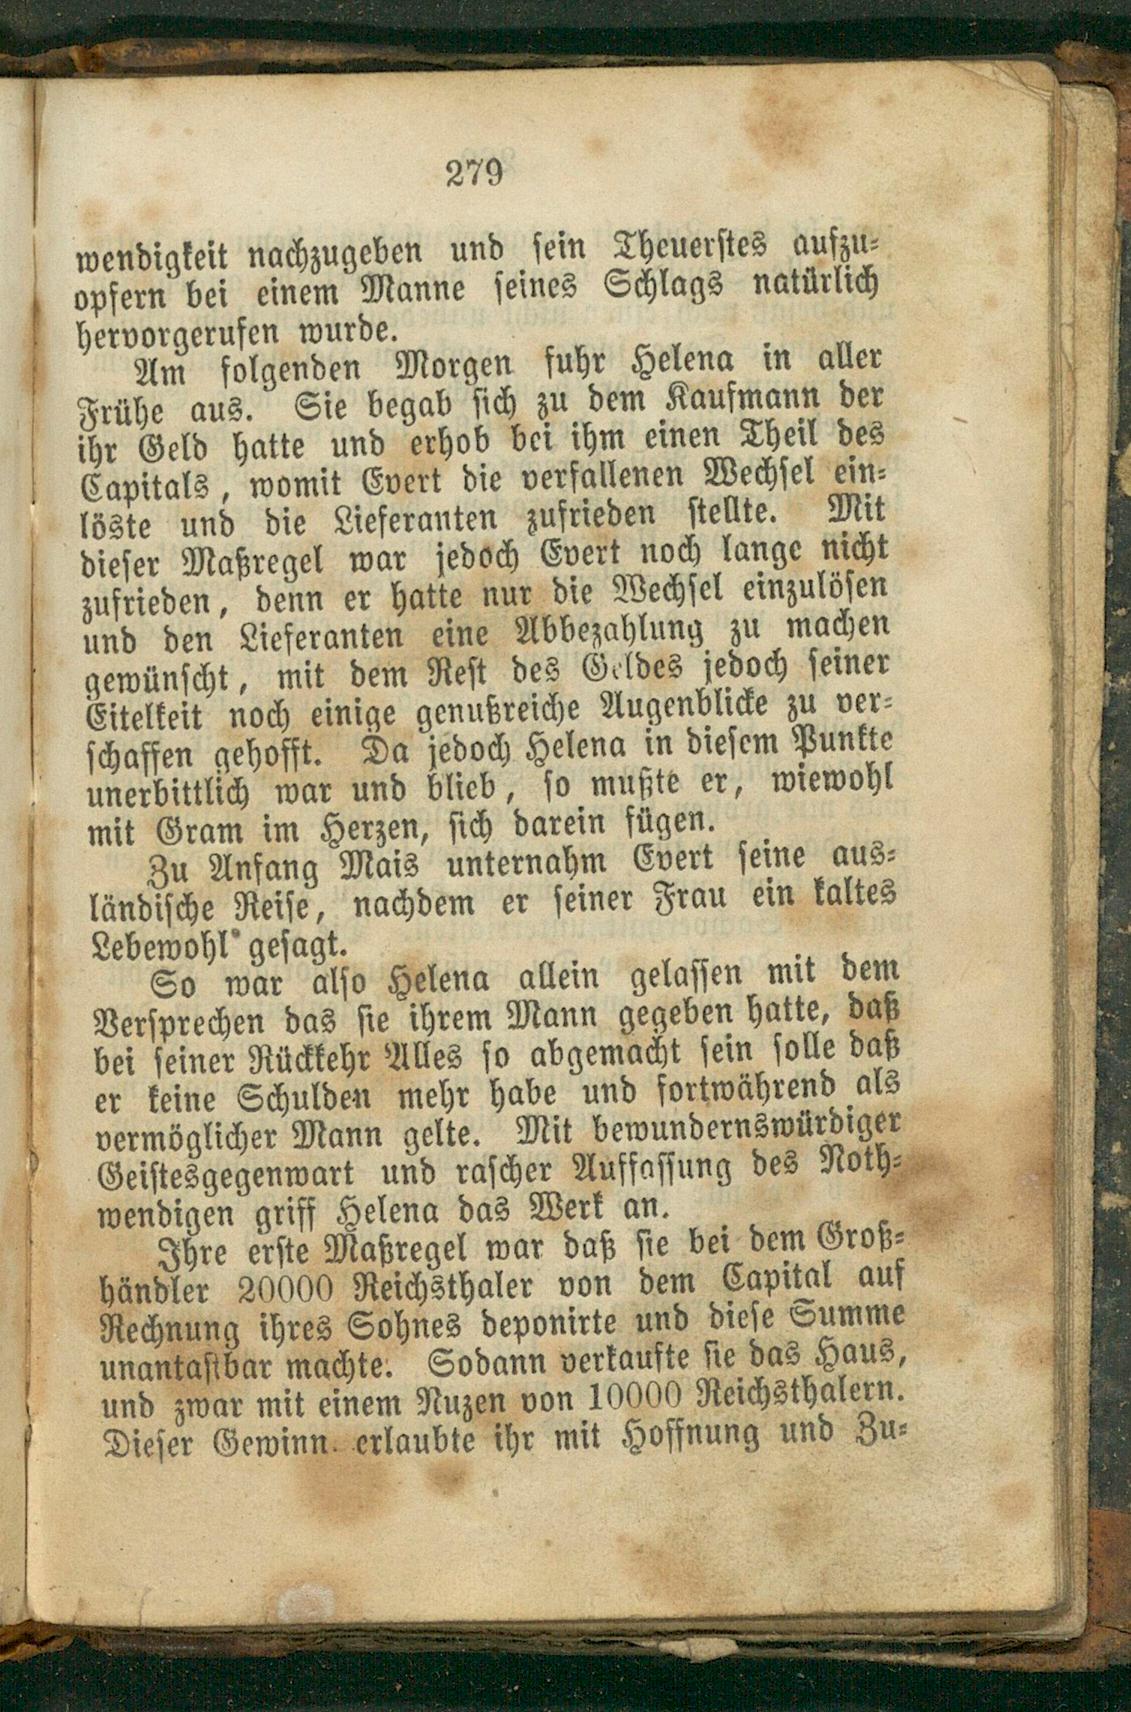 279
wendigkeit nachzugeben und sein Theuerstes aufzu-
opfern bei einem Manne seines Schlags natürlich
hervorgerufen wurde.
Am folgenden Morgen fuhr Helena in aller
Frühe aus. Sie begab sich zu dem Kaufmann der
ihr Geld hatte und erhob bei ihm einen Theil des
Capitals, womit Evert die verfallenen Wechsel ein-
löste und die Lieferanten zufrieden stellte. Mit
dieser Maßregel war jedoch Evert noch lange nicht
zufrieden, denn er hatte nur die Wechsel einzulösen
und den Lieferanten eine Abbezahlung zu machen
gewünscht, mit dem Rest des Geldes jedoch seiner
Eitelkeit noch einige genußreiche Augenblicke zu ver-
schaffen gehofft. Da jedoch Helena in diesem Punkte
unerbittlich war und blieb, so mußte er, wiewohl
mit Gram im Herzen, sich darein fügen.
Zu Anfang Mais unternahm Evert seine aus-
ländische Reise, nachdem er seiner Frau ein kaltes
Lebewohl gesagt.
So war also Helena allein gelassen mit dem
Versprechen das sie ihrem Mann gegeben hatte, daß
bei seiner Rückkehr Alles so abgemacht sein solle daß
er keine Schulden mehr habe und fortwährend als
vermöglicher Mann gelte. Mit bewundernswürdiger
Geistesgegenwart und rascher Auffassung des Noth-
wendigen griff Helena das Werk an.
Ihre erste Maßregel war daß sie bei dem Groß-
händler 20000 Reichsthaler von dem Capital auf
Rechnung ihres Sohnes deponirte und diese Summe
unantastbar machte. Sodann verkaufte sie das Haus,
und zwar mit einem Nuzen von 10000 Reichsthalern.
Dieser Gewinn erlaubte ihr mit Hoffnung und Zu-